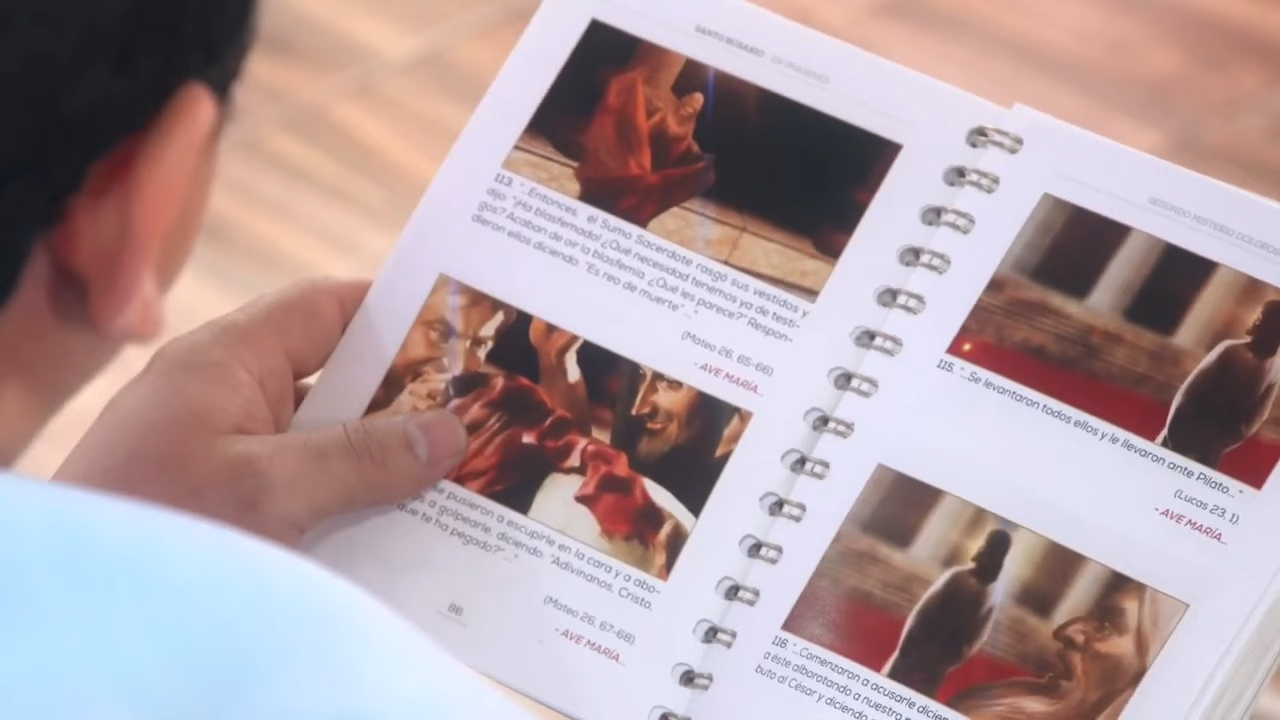 SANTO ROSARIO - EN IMÁGENES
113. "...Entonces, el Sumo Sacerdote rasgó sus vestidos y
dijo: "¡Ha blasfemado! ¿Qué necesidad tenemos ya de testi-
gos? Acaban de oír la blasfemia. ¿Qué les parece?" Respon-
dieron ellos diciendo: "Es reo de muerte"..."
(Mateo 26, 65-66).
- AVE MARÍA...
se pusieron a escupirle en la cara y a abo-
a golpearle, diciendo: "Adivínanos, Cristo,
que te ha pegado?"..."
(Mateo 26, 67-68).
- AVE MARÍA...
86
SEGUNDO MISTERIO
115. "...Se levantaron todos ellos y le llevaron ante Pilato..."
(Lucas 23, 1).
- AVE MARÍA...
116. "...Comenzaron a acusarle
a éste alborotando a nuestro
buto al César y diciendo